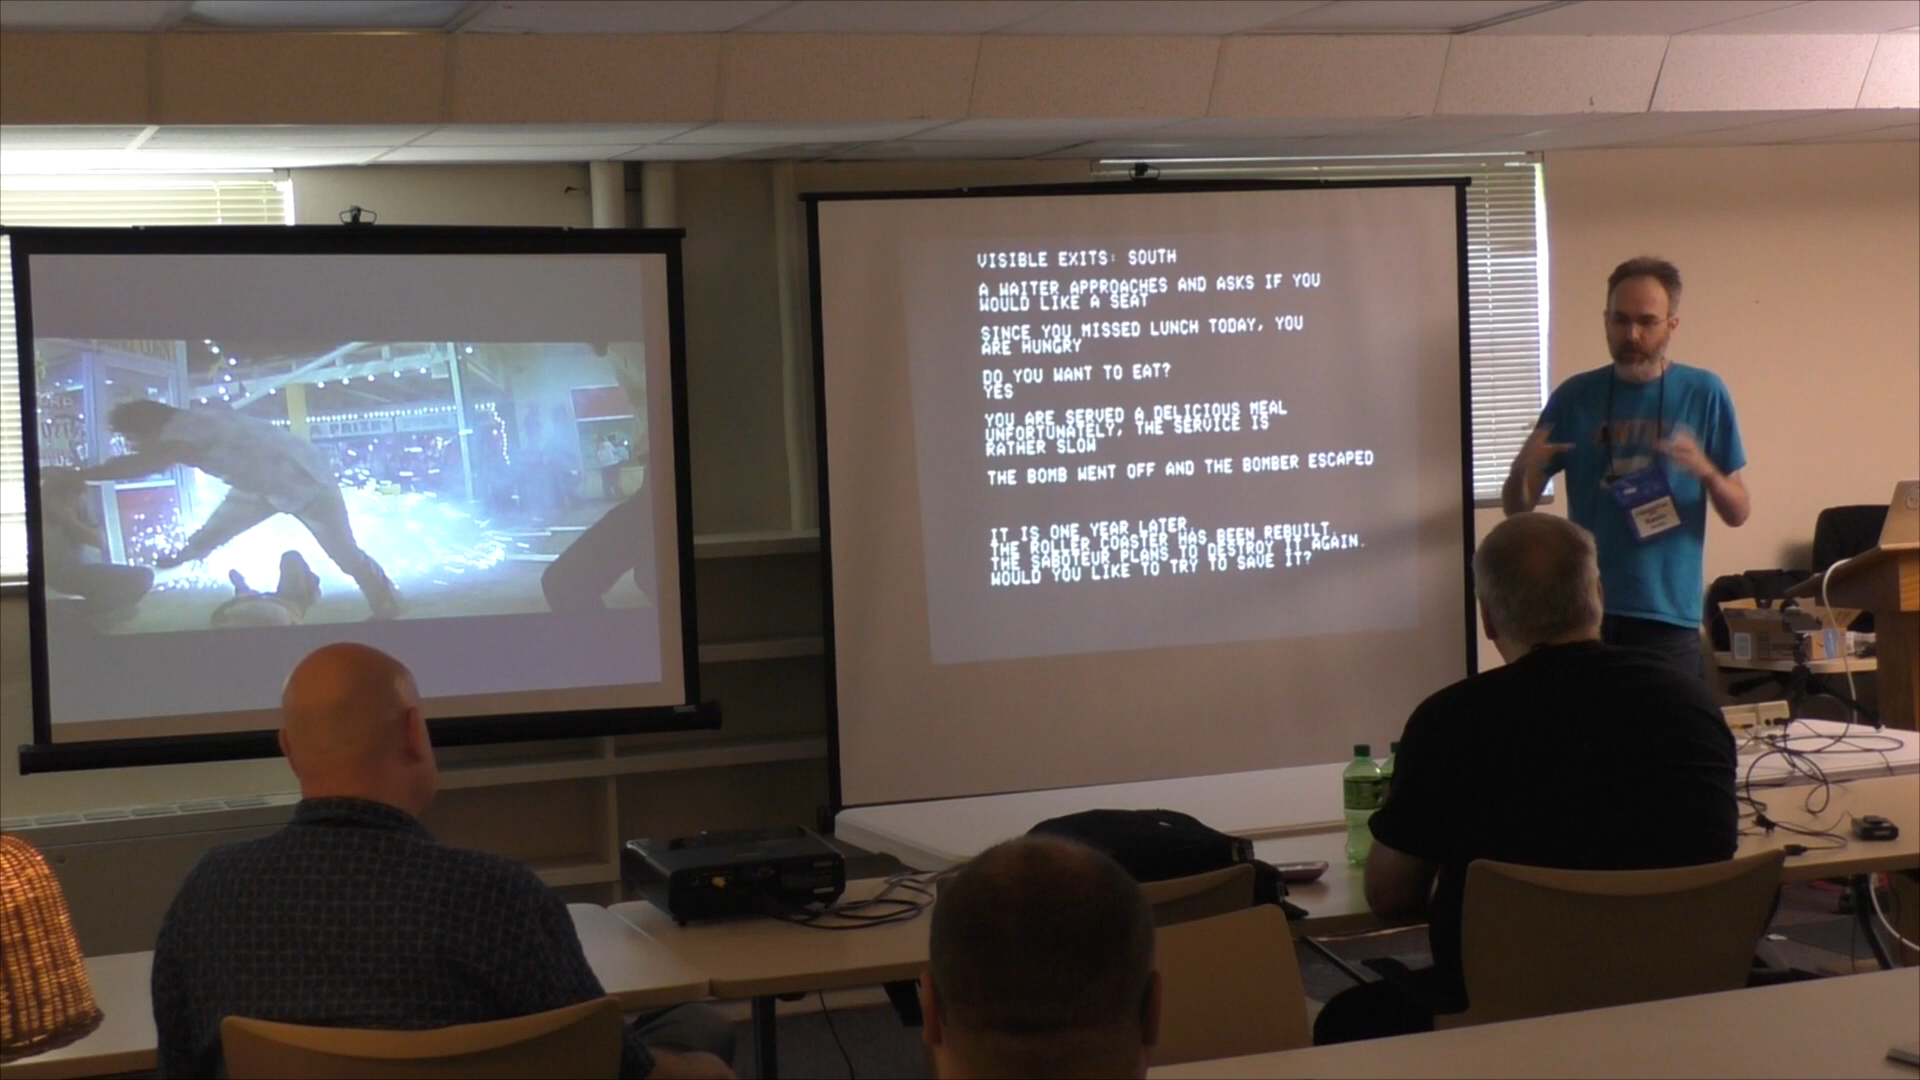 A PRIZE
VISIBLE EXITS: SOUTH
A WAITER APPROACHES AND ASKS IF YOU
WOULD LIKE A SEAT
SINCE YOU MISSED LUNCH TODAY, YOU
ARE HUNGRY
DO YOU WANT TO EAT?
YES
YOU ARE SERVED A DELICIOUS MEAL
UNFORTUNATELY, THE SERVICE IS
RATHER SLOW
THE BOMB WENT OFF AND THE BOMBER ESCAPED
IT IS ONE YEAR LATER.
THE ROLLER COASTER HAS BEEN REBUILT.
THE SABOTEUR PLANS TO DESTROY IT AGAIN.
WOULD YOU LIKE TO TRY TO SAVE IT?